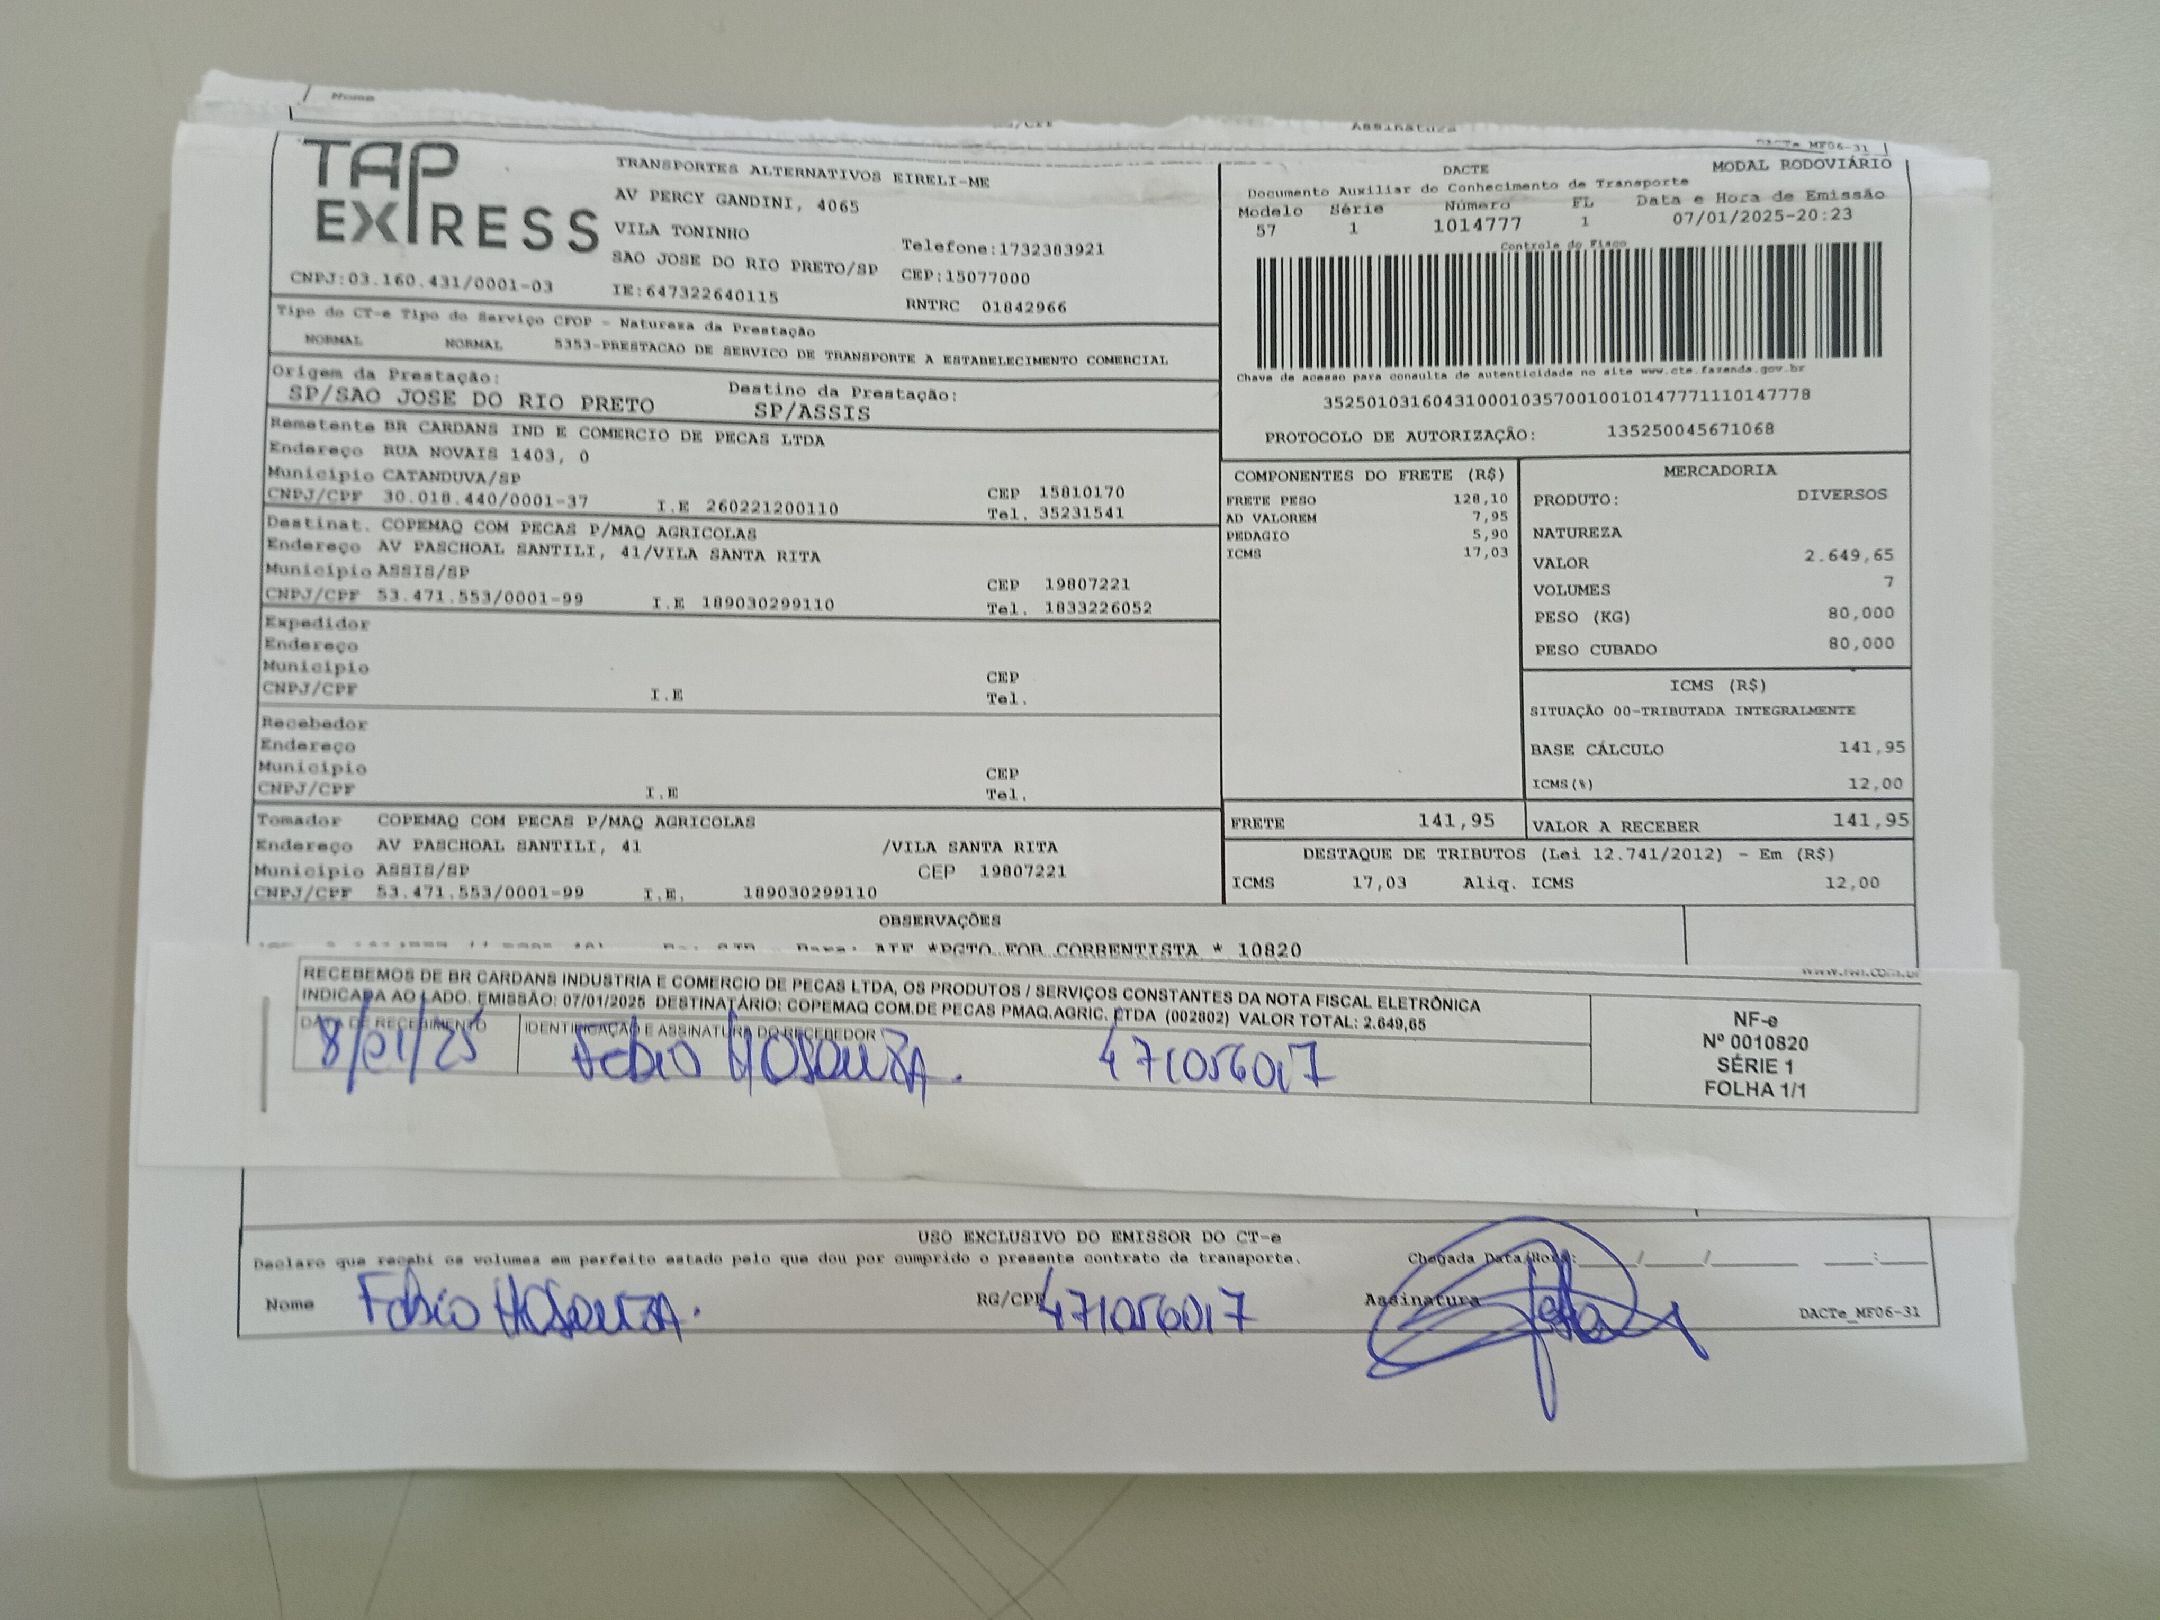 Nome
Assinatura
DACTe_MF06-31
TAP
EXPRESS
TRANSPORTES ALTERNATIVOS EIRELI-ME
AV PERCY GANDINI, 4065
VILA TONINHO
SAO JOSE DO RIO PRETO/SP
Telefone:1732383921
CEP:15077000
CNPJ:03.160.431/0001-03
IE:647322640115
RNTRC 01842966
DACTE
MODAL RODOVIÁRIO
Documento Auxiliar do Conhecimento de Transporte
Modelo Série Número FL Data e Hora de Emissão
57 1 1014777 1 07/01/2025-20:23
Controle do Fisco
Chave de acesso para consulta de autenticidade no site www.cte.fazenda.gov.br
35250103160431000103570010010147771110147778
PROTOCOLO DE AUTORIZAÇÃO: 135250045671068
Tipo do CT-e Tipo do Serviço CFOP - Natureza da Prestação
NORMAL NORMAL 5353-PRESTACAO DE SERVICO DE TRANSPORTE A ESTABELECIMENTO COMERCIAL
Origem da Prestação: Destino da Prestação:
SP/SAO JOSE DO RIO PRETO SP/ASSIS
Remetente BR CARDANS IND E COMERCIO DE PECAS LTDA
Endereço RUA NOVAIS 1403, 0
Municipio CATANDUVA/SP CEP 15810170
CNPJ/CPF 30.018.440/0001-37 I.E 260221200110 Tel. 35231541
Destinat. COPEMAQ COM PECAS P/MAQ AGRICOLAS
Endereço AV PASCHOAL SANTILI, 41/VILA SANTA RITA
Municipio ASSIS/SP CEP 19807221
CNPJ/CPF 53.471.553/0001-99 I.E 189030299110 Tel. 1833226052
Expedidor
Endereço
Municipio CEP
CNPJ/CPF I.E Tel.
Recebedor
Endereço
Municipio CEP
CNPJ/CPF I.E Tel.
Tomador COPEMAQ COM PECAS P/MAQ AGRICOLAS
Endereço AV PASCHOAL SANTILI, 41 /VILA SANTA RITA
Municipio ASSIS/SP CEP 19807221
CNPJ/CPF 53.471.553/0001-99 I.E. 189030299110
COMPONENTES DO FRETE (R$)
FRETE PESO 128,10
AD VALOREM 7,95
PEDAGIO 5,90
ICMS 17,03
MERCADORIA
PRODUTO: DIVERSOS
NATUREZA
VALOR 2.649,65
VOLUMES 7
PESO (KG) 80,000
PESO CUBADO 80,000
ICMS (R$)
SITUAÇÃO 00-TRIBUTADA INTEGRALMENTE
BASE CÁLCULO 141,95
ICMS(%) 12,00
FRETE 141,95 VALOR A RECEBER 141,95
DESTAQUE DE TRIBUTOS (Lei 12.741/2012) - Em (R$)
ICMS 17,03 Aliq. ICMS 12,00
OBSERVAÇÕES
*PGTO FOB CORRENTISTA * 10820
RECEBEMOS DE BR CARDANS INDUSTRIA E COMERCIO DE PECAS LTDA, OS PRODUTOS / SERVIÇOS CONSTANTES DA NOTA FISCAL ELETRÔNICA
INDICADA AO LADO. EMISSÃO: 07/01/2025 DESTINATÁRIO: COPEMAQ COM.DE PECAS PMAQ.AGRIC. LTDA (002802) VALOR TOTAL: 2.649,65
DATA DE RECEBIMENTO IDENTIFICAÇÃO E ASSINATURA DO RECEBEDOR
8/01/25 Fabio HOSOUZA. 471056017
NF-e
Nº 0010820
SÉRIE 1
FOLHA 1/1
USO EXCLUSIVO DO EMISSOR DO CT-e
Declaro que recebi os volumes em perfeito estado pelo que dou por cumprido o presente contrato de transporte. Chegada Data/Hora: / / :
Nome Fabio HOSOUZA. RG/CPF 471056017 Assinatura DACTe_MF06-31